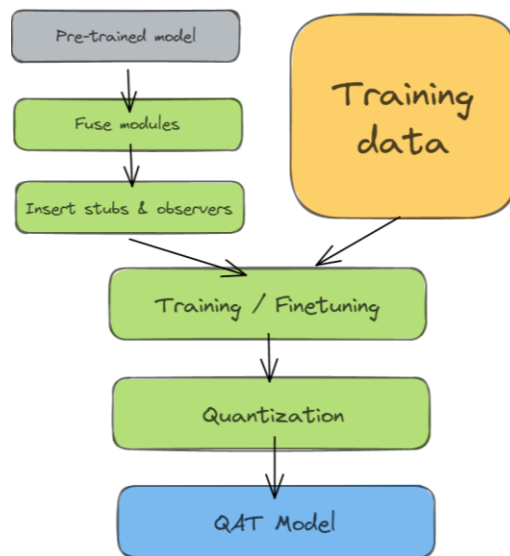 Pre-trained model
Fuse modules
Insert stubs & observers
Training
data
Training / Finetuning
Quantization
QAT Model